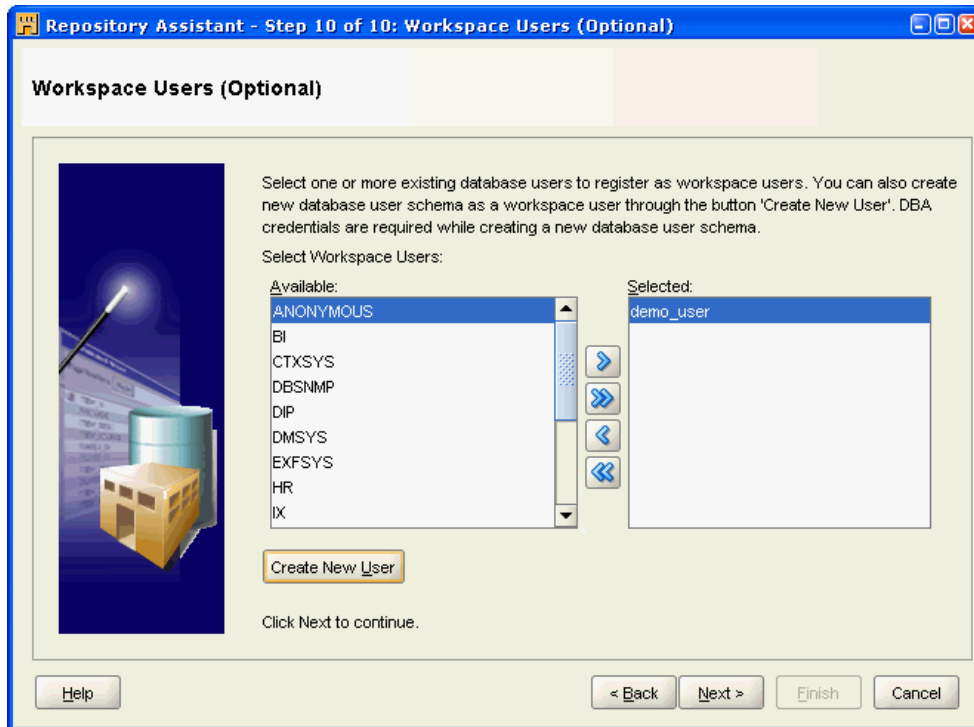 Repository Assistant - Step 10 of 10: Workspace Users (Optional)
Workspace Users (Optional)
Select one or more existing database users to register as workspace users. You can also create
new database user schema as a workspace user through the button 'Create New User'. DBA
credentials are required while creating a new database user schema.
Select Workspace Users:
Available:
ANONYMOUS
BI
CTXSYS
DBSNMP
DIP
DMSYS
EXFSYS
HR
IX
Selected:
demo_user
Create New User
Click Next to continue.
Help
< Back
Next >
Finish
Cancel